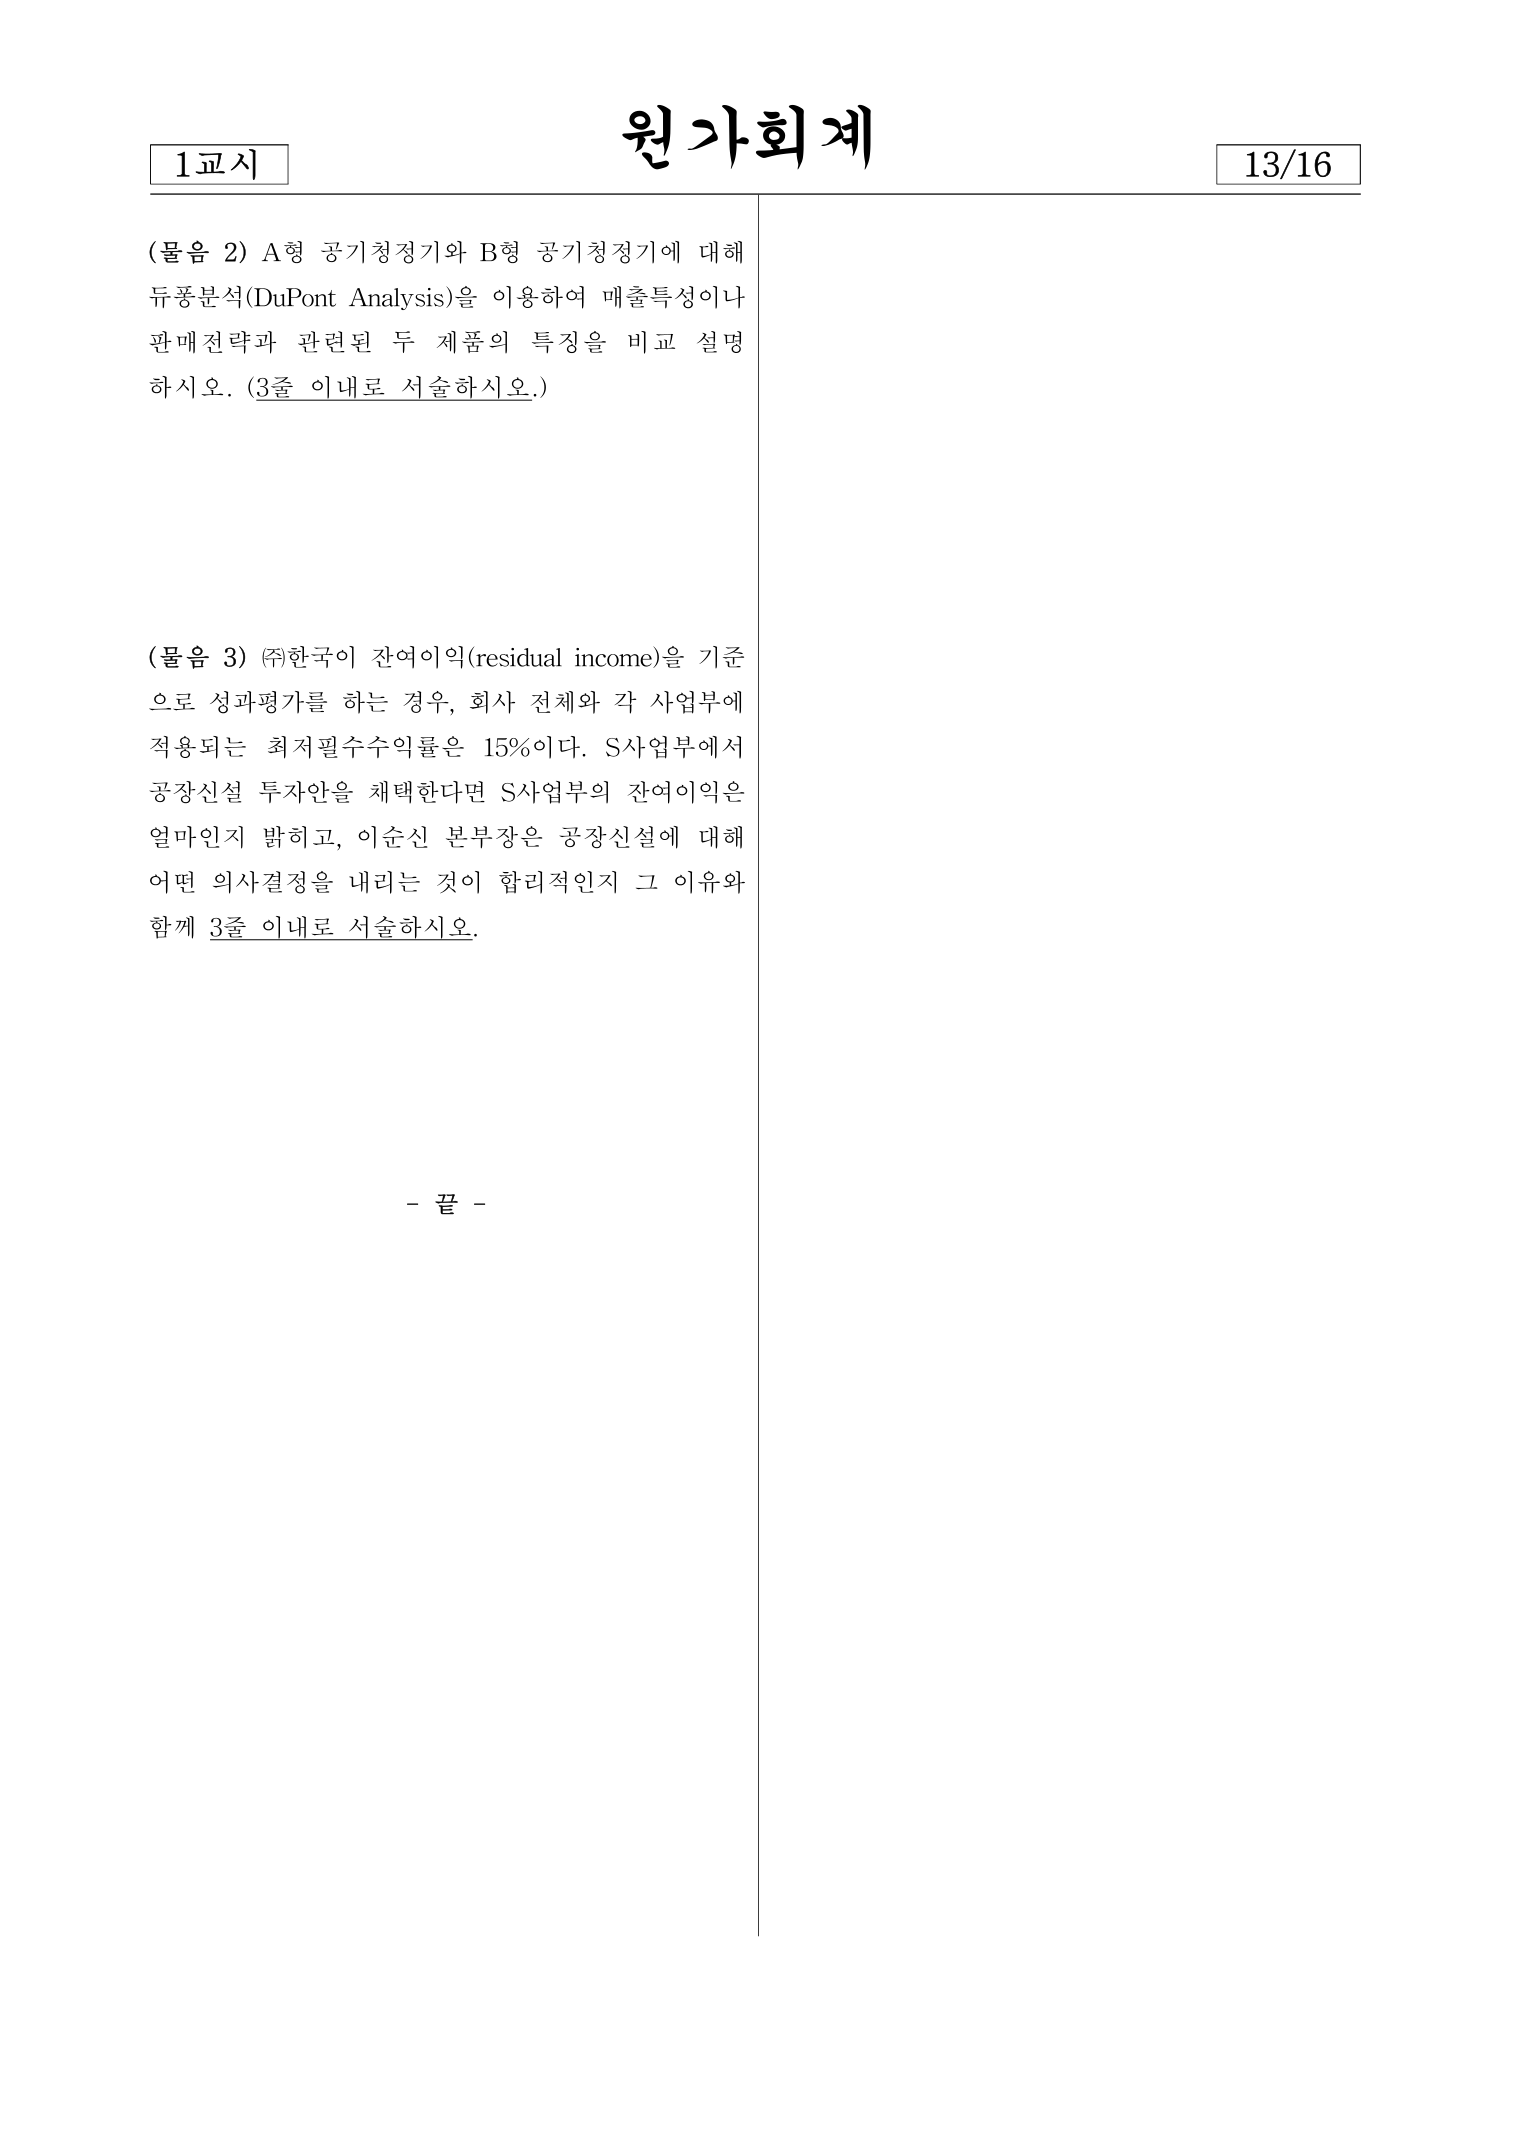 원가회계
1교시
13/16
(물음 2) A형 공기청정기와 B형 공기청정기에 대해
듀퐁분석(DuPont Analysis)을 이용하여 매출특성이나
판매전략과 관련된 두 제품의 특징을 비교 설명
하시오. (3줄 이내로 서술하시오.)
(물음 3) ㈜한국이 잔여이익(residual income)을 기준
으로 성과평가를 하는 경우, 회사 전체와 각 사업부에
적용되는 최저필수수익률은 15%이다. S사업부에서
공장신설 투자안을 채택한다면 S사업부의 잔여이익은
얼마인지 밝히고, 이순신 본부장은 공장신설에 대해
어떤 의사결정을 내리는 것이 합리적인지 그 이유와
함께 3줄 이내로 서술하시오.
- 끝 -